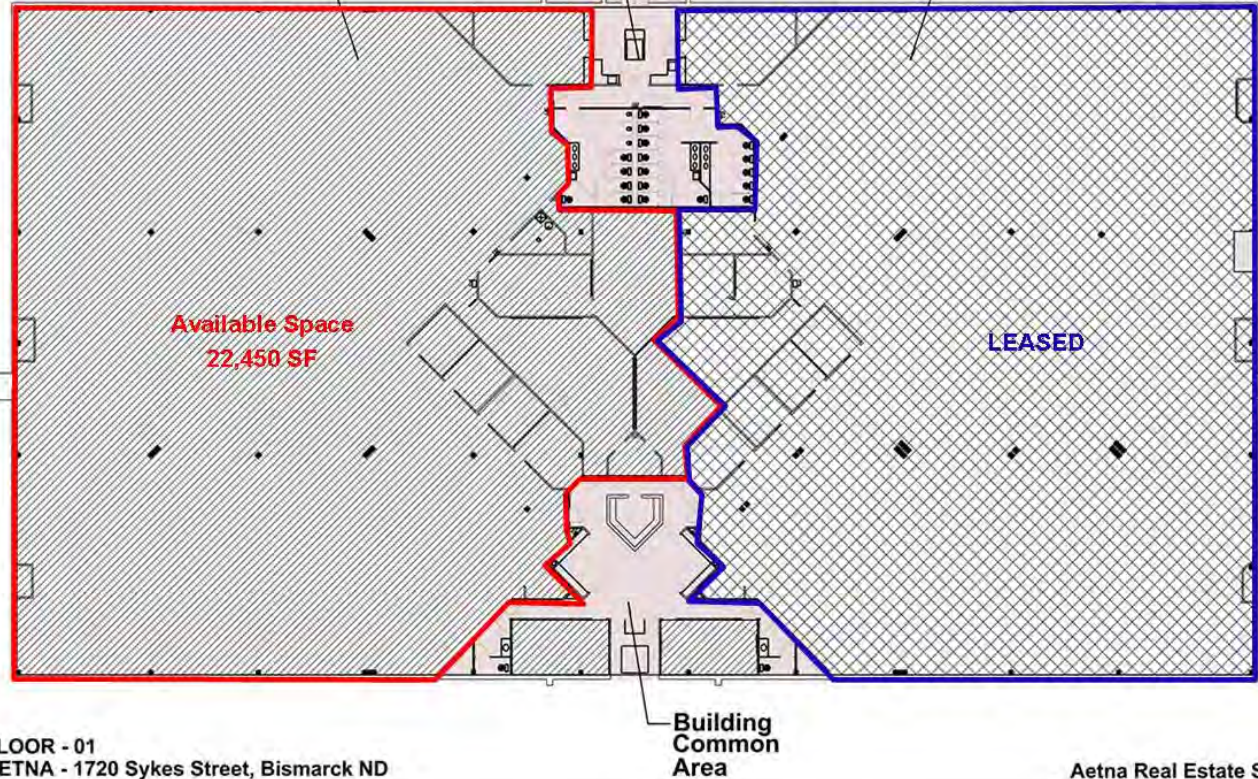 Available Space
22,450 SF
LEASED
Building
Common
Area
LOOR - 01
ETNA - 1720 Sykes Street, Bismarck ND
Aetna Real Estate S